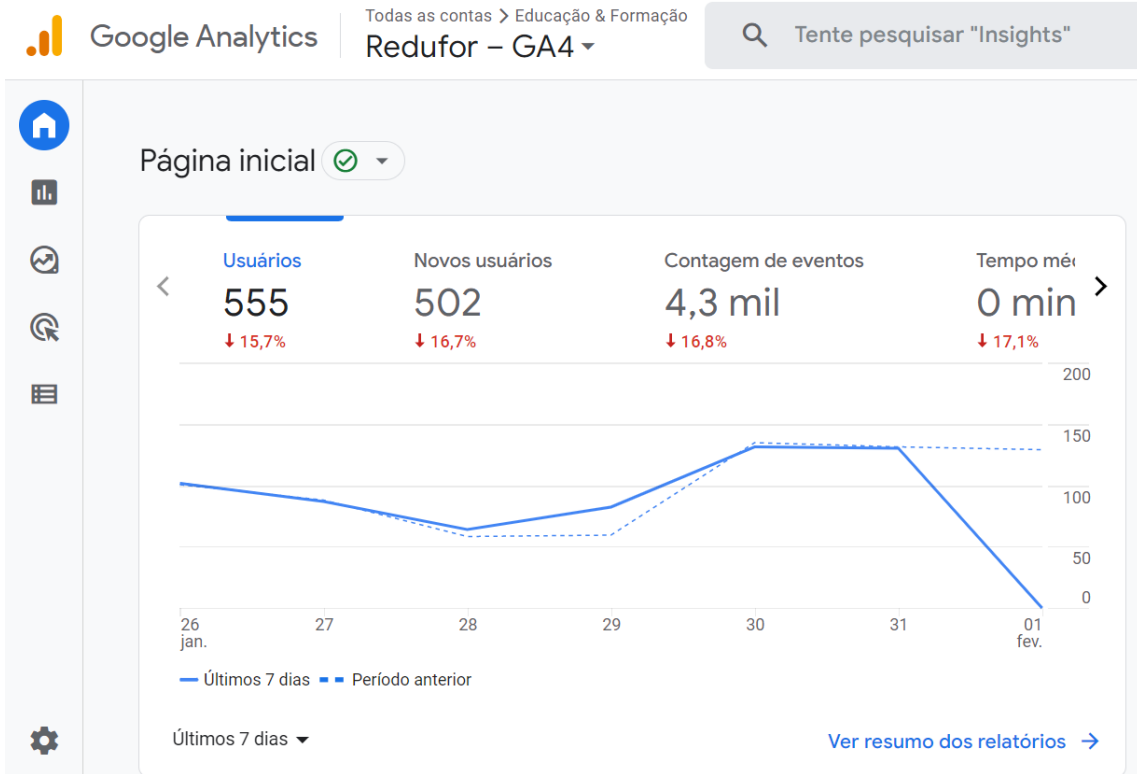 Google Analytics
Todas as contas > Educação & Formação
Redufor – GA4
Tente pesquisar "Insights"
Página inicial
Usuários
555
↓ 15,7%
Novos usuários
502
↓ 16,7%
Contagem de eventos
4,3 mil
↓ 16,8%
Tempo
0 min
↓ 17,1%
200
150
100
50
0
26 jan.
27
28
29
30
31
01 fev.
Últimos 7 dias
Período anterior
Últimos 7 dias
Ver resumo dos relatórios →